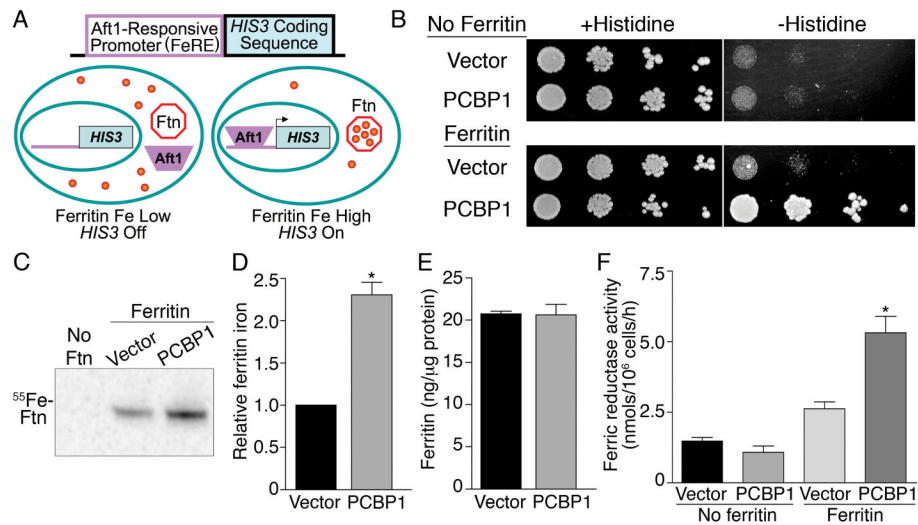 A
Aft1-Responsive
Promoter (FeRE)
HIS3 Coding
Sequence
Ftn
HIS3
Aft1
Ferritin Fe Low
HIS3 Off
Ftn
Aft1
HIS3
Ferritin Fe High
HIS3 On
B
No Ferritin
+Histidine
-Histidine
Vector
PCBP1
Ferritin
Vector
PCBP1
C
Ferritin
No
Ftn
Vector
PCBP1
55Fe-
Ftn
D
Relative ferritin iron
2.5
2.0
1.5
1.0
0.5
*
Vector PCBP1
E
Ferritin (ng/µg protein)
25
20
15
10
5
0
Vector PCBP1
F
Ferric reductase activity
(nmols/10⁶ cells/h)
7.5
5.0
2.5
0
*
Vector PCBP1 Vector PCBP1
No ferritin Ferritin